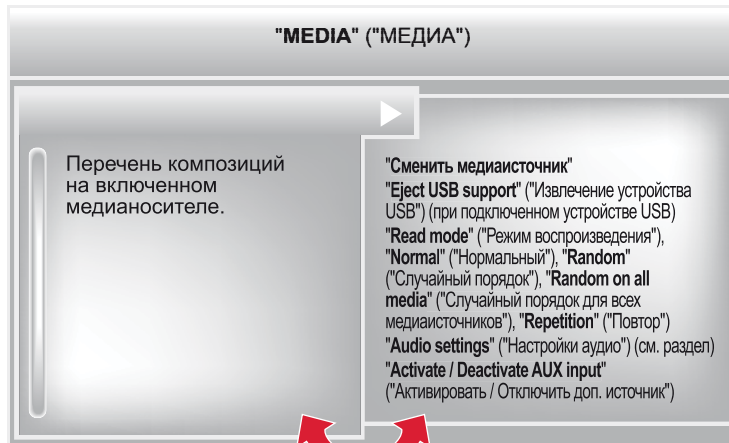 "MEDIA" ("МЕДИА")
Перечень композиций
на включенном
медианосителе.
"Сменить медиаисточник"
"Eject USB support" ("Извлечение устройства
USB") (при подключенном устройстве USB)
"Read mode" ("Режим воспроизведения"),
"Normal" ("Нормальный"), "Random"
("Случайный порядок"), "Random on all
media" ("Случайный порядок для всех
медиаисточников"), "Repetition" ("Повтор")
"Audio settings" ("Настройки аудио") (см. раздел)
"Activate / Deactivate AUX input"
("Активировать / Отключить доп. источник")